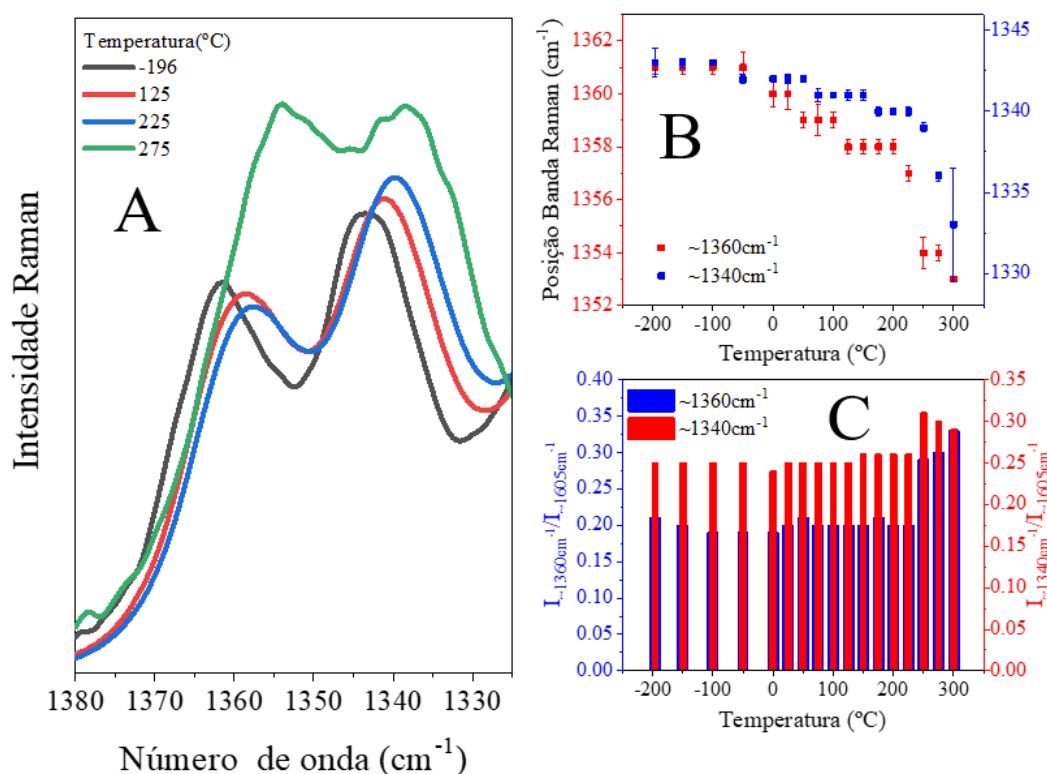 Temperatura(ºC)
-196
125
225
275
A
Intensidade Raman
1380 1370 1360 1350 1340 1330
Número de onda (cm⁻¹)
1362
1360
1358
1356
1354
1352
Posição Banda Raman (cm⁻¹)
B
~1360cm⁻¹
~1340cm⁻¹
1345
1340
1335
1330
-200 -100 0 100 200 300
Temperatura (ºC)
0.40
0.35
0.30
0.25
0.20
0.15
0.10
0.05
0.00
I~1360cm⁻¹/I~1605cm⁻¹
~1360cm⁻¹
~1340cm⁻¹
C
0.35
0.30
0.25
0.20
0.15
0.10
0.05
0.00
I~1340cm⁻¹/I~1605cm⁻¹
-200 -100 0 100 200 300
Temperatura (ºC)